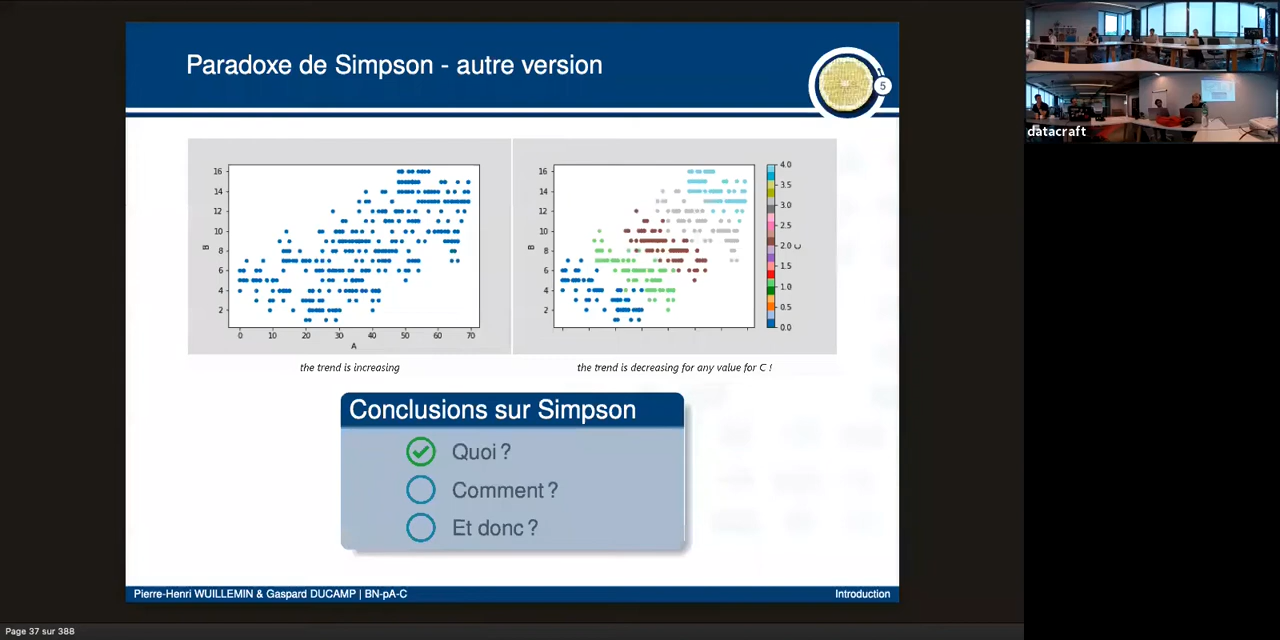 Paradoxe de Simpson - autre version
5
16
14
12
10
8
6
4
2
B
0 10 20 30 40 50 60 70
A
16
14
12
10
8
6
4
2
B
4.0
3.5
3.0
2.5
2.0
1.5
1.0
0.5
0.0
C
the trend is increasing
the trend is decreasing for any value for C !
Conclusions sur Simpson
Quoi ?
Comment ?
Et donc ?
Pierre-Henri WUILLEMIN & Gaspard DUCAMP | BN-pA-C
Introduction
Page 37 sur 388
datacraft